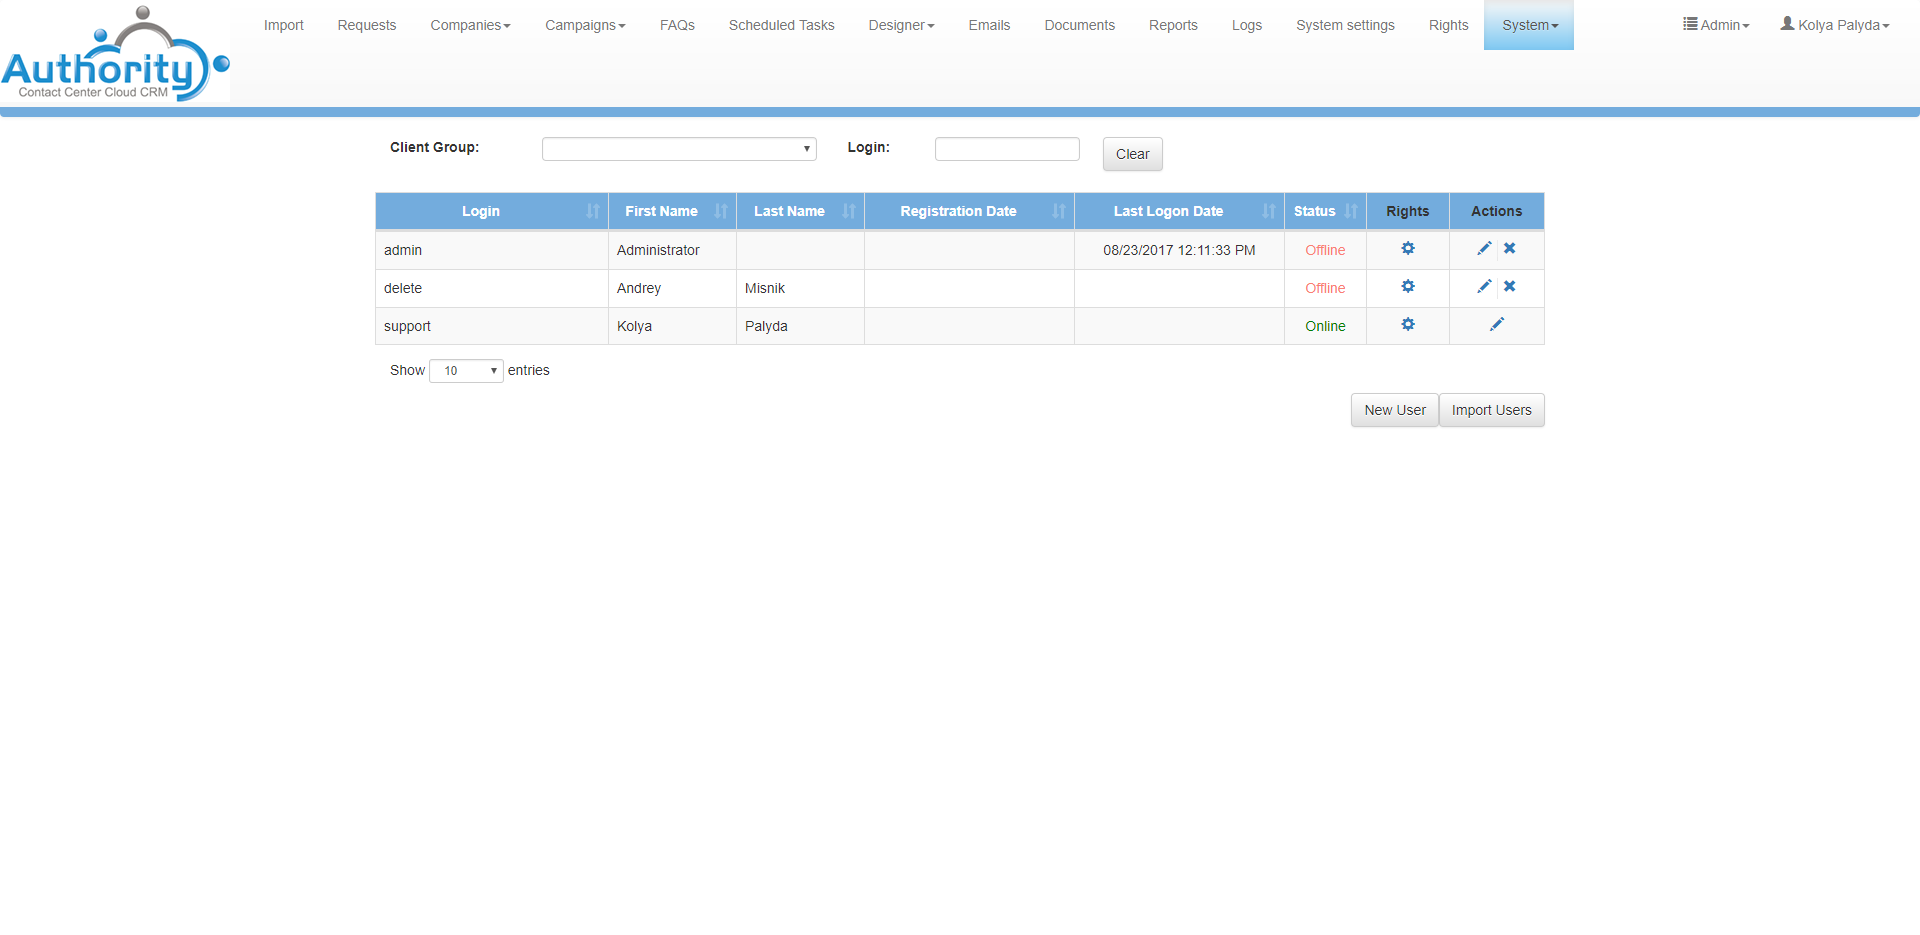 Authority
Contact Center Cloud CRM
Import Requests Companies Campaigns FAQs Scheduled Tasks Designer Emails Documents Reports Logs System settings Rights System Admin Kolya Palyda
Client Group: Login: Clear
Login First Name Last Name Registration Date Last Logon Date Status Rights Actions
admin Administrator 08/23/2017 12:11:33 PM Offline
delete Andrey Misnik Offline
support Kolya Palyda Online
Show 10 entries
New User Import Users